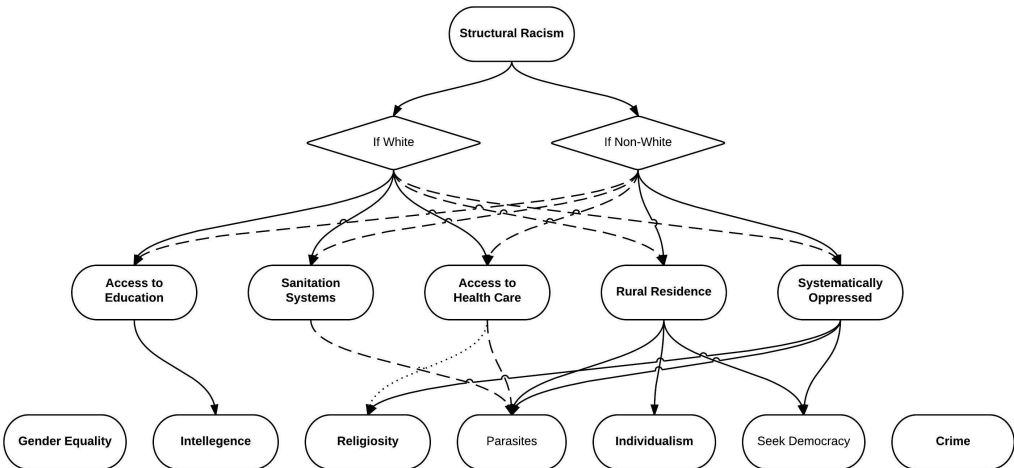 Structural Racism
If White
If Non-White
Access to
Education
Sanitation
Systems
Access to
Health Care
Rural Residence
Systematically
Oppressed
Gender Equality
Intellegence
Religiosity
Parasites
Individualism
Seek Democracy
Crime